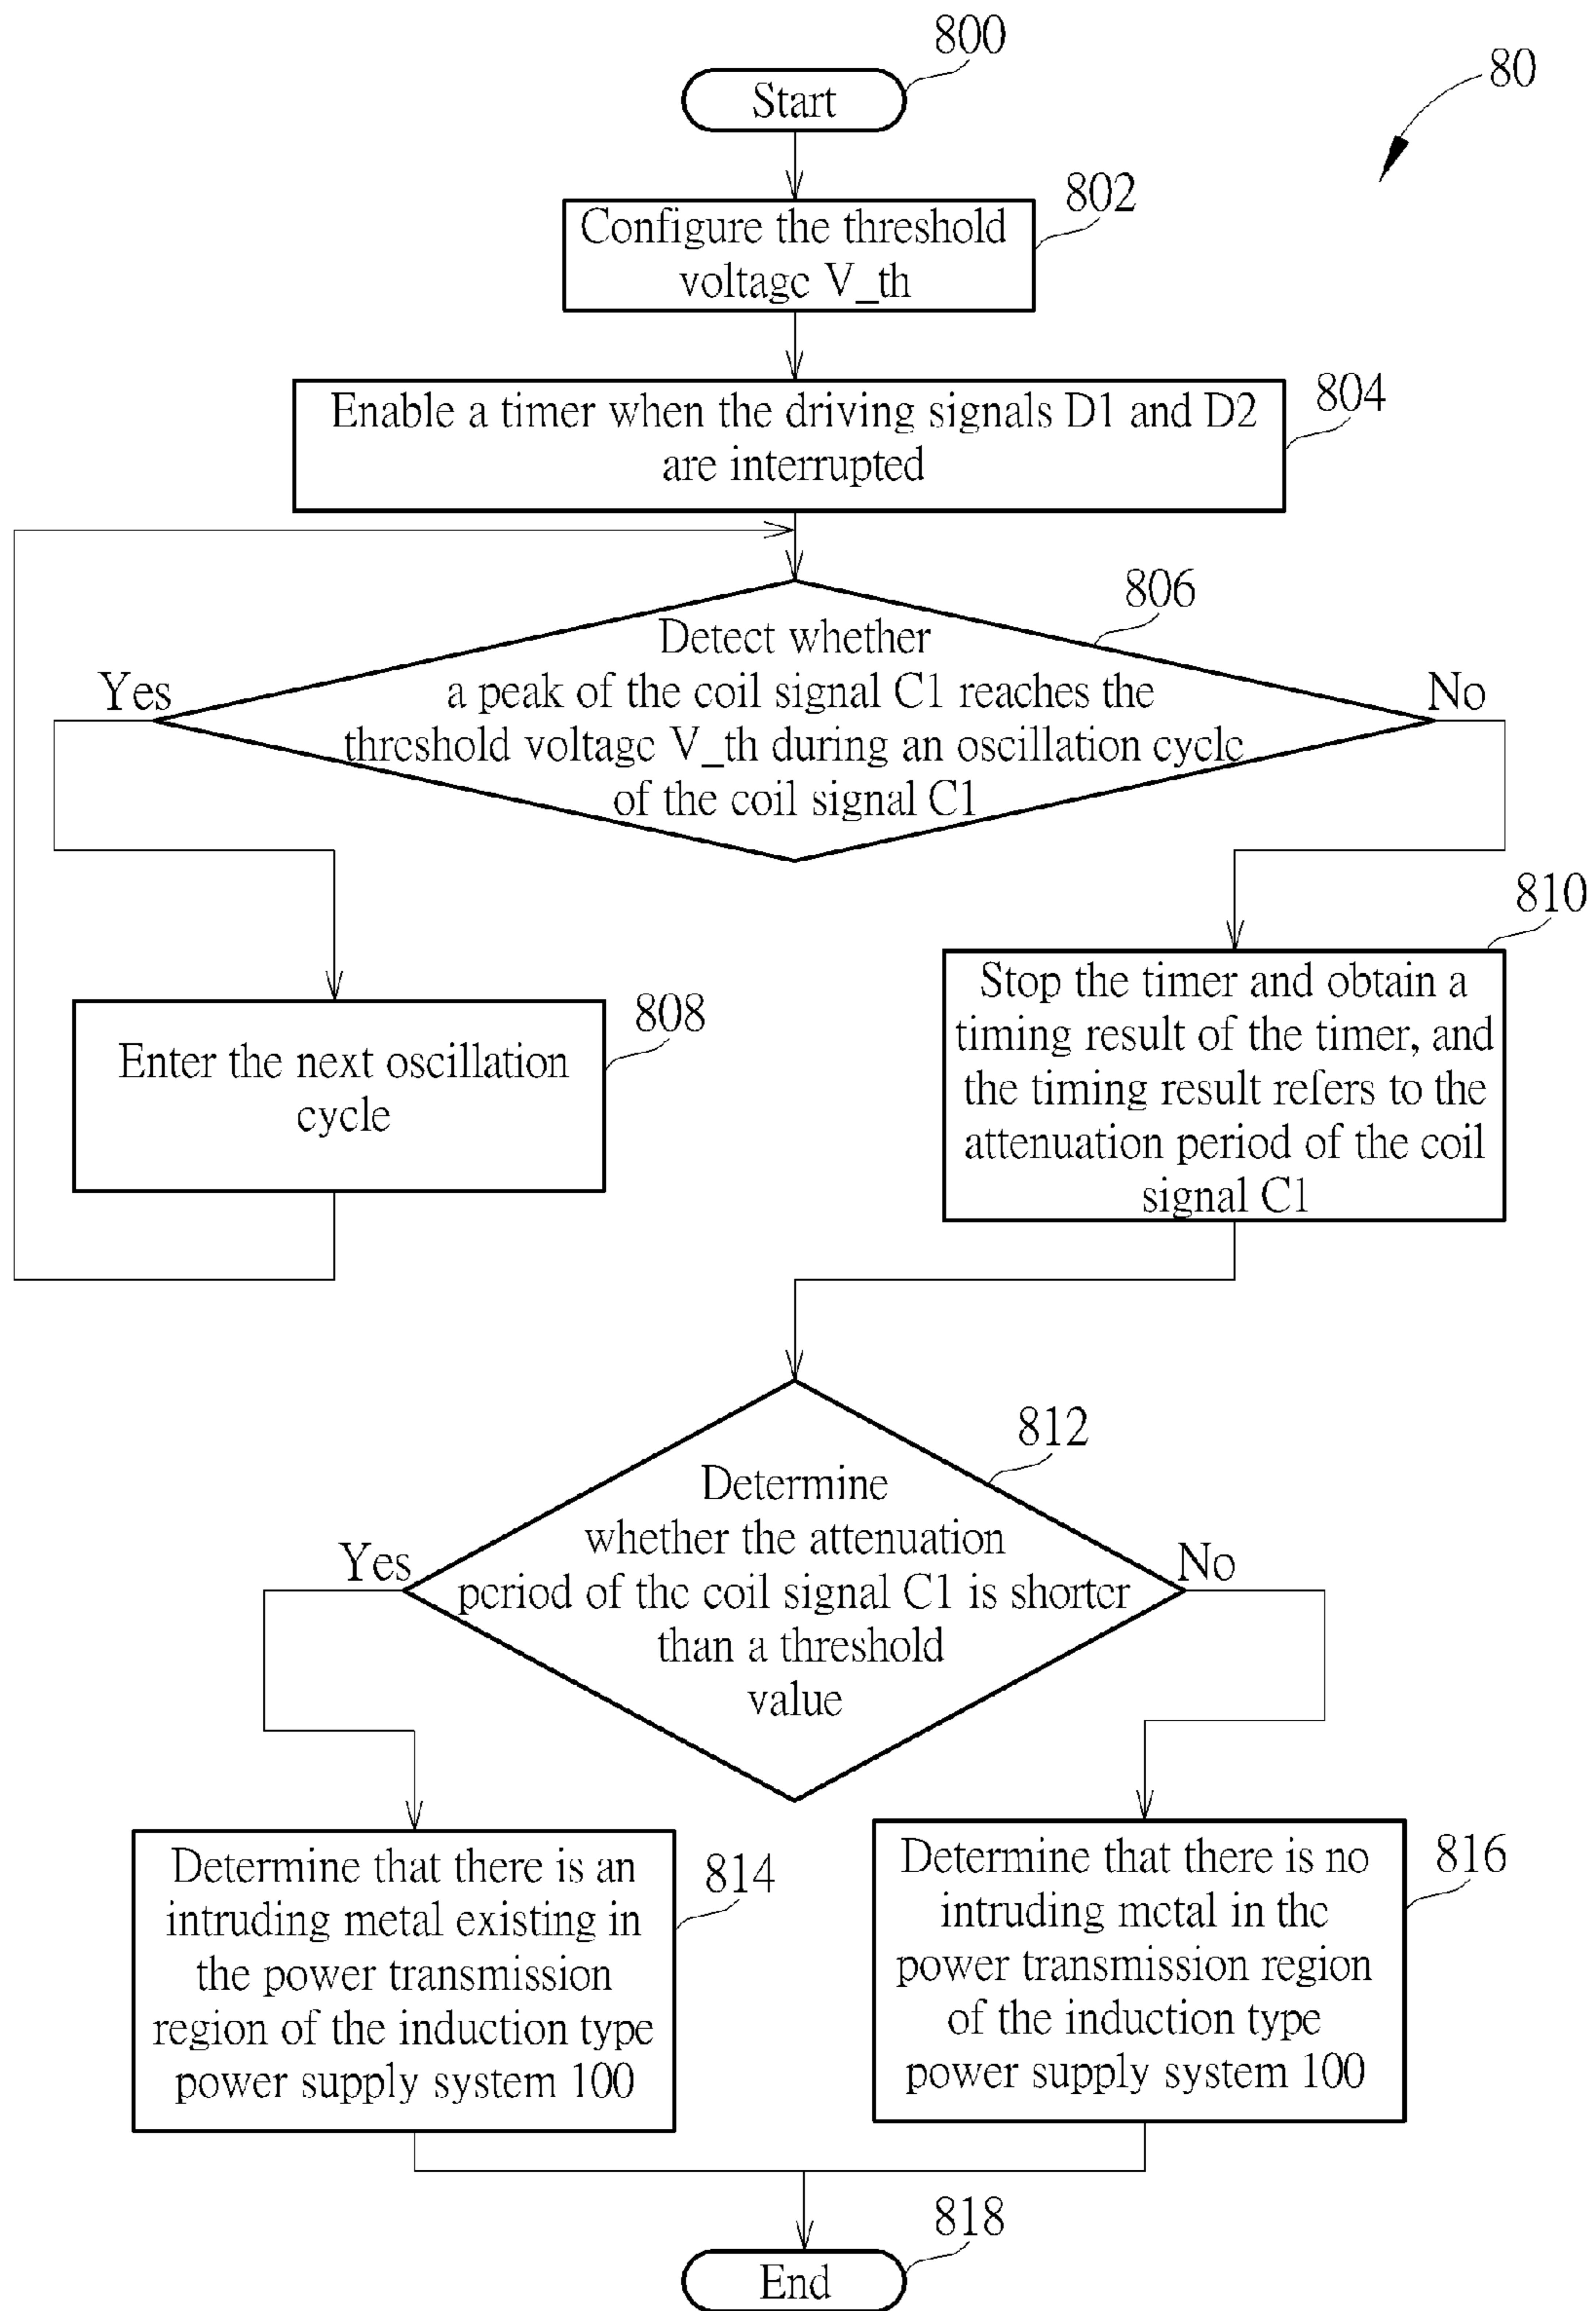 800
80
Start
802
Configure the threshold
voltage V_th
804
Enable a timer when the driving signals D1 and D2
are interrupted
806
Detect whether
a peak of the coil signal C1 reaches the
threshold voltage V_th during an oscillation cycle
of the coil signal C1
Yes
No
810
Stop the timer and obtain a
timing result of the timer, and
the timing result refers to the
attenuation period of the coil
signal C1
808
Enter the next oscillation
cycle
812
Determine
whether the attenuation
period of the coil signal C1 is shorter
than a threshold
value
Yes
No
814
Determine that there is an
intruding metal existing in
the power transmission
region of the induction type
power supply system 100
816
Determine that there is no
intruding metal in the
power transmission region
of the induction type
power supply system 100
818
End